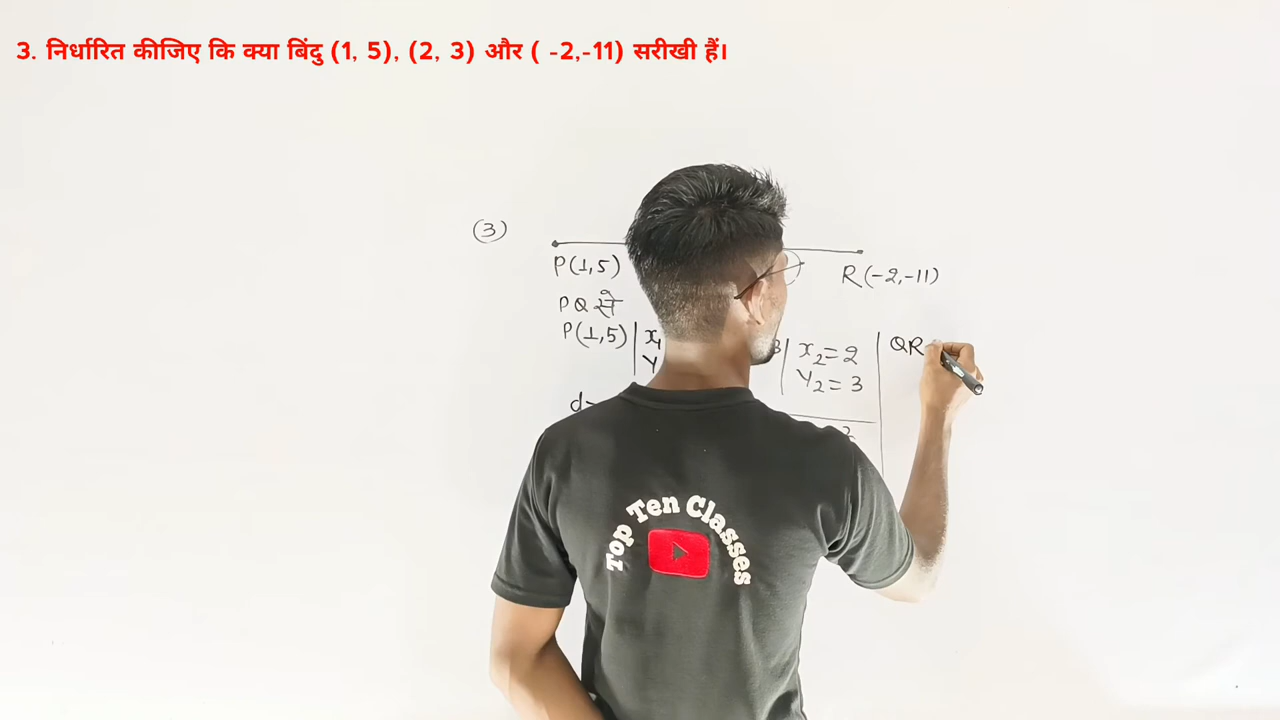 3. निर्धारित कीजिए कि क्या बिंदु (1, 5), (2, 3) और ( -2,-11) सरीखी हैं।
(3)
P(1,5) R(-2,-11)
PQ से
P(1,5) x₂=2 QR
Y₂=3
d=
Top Ten Classes